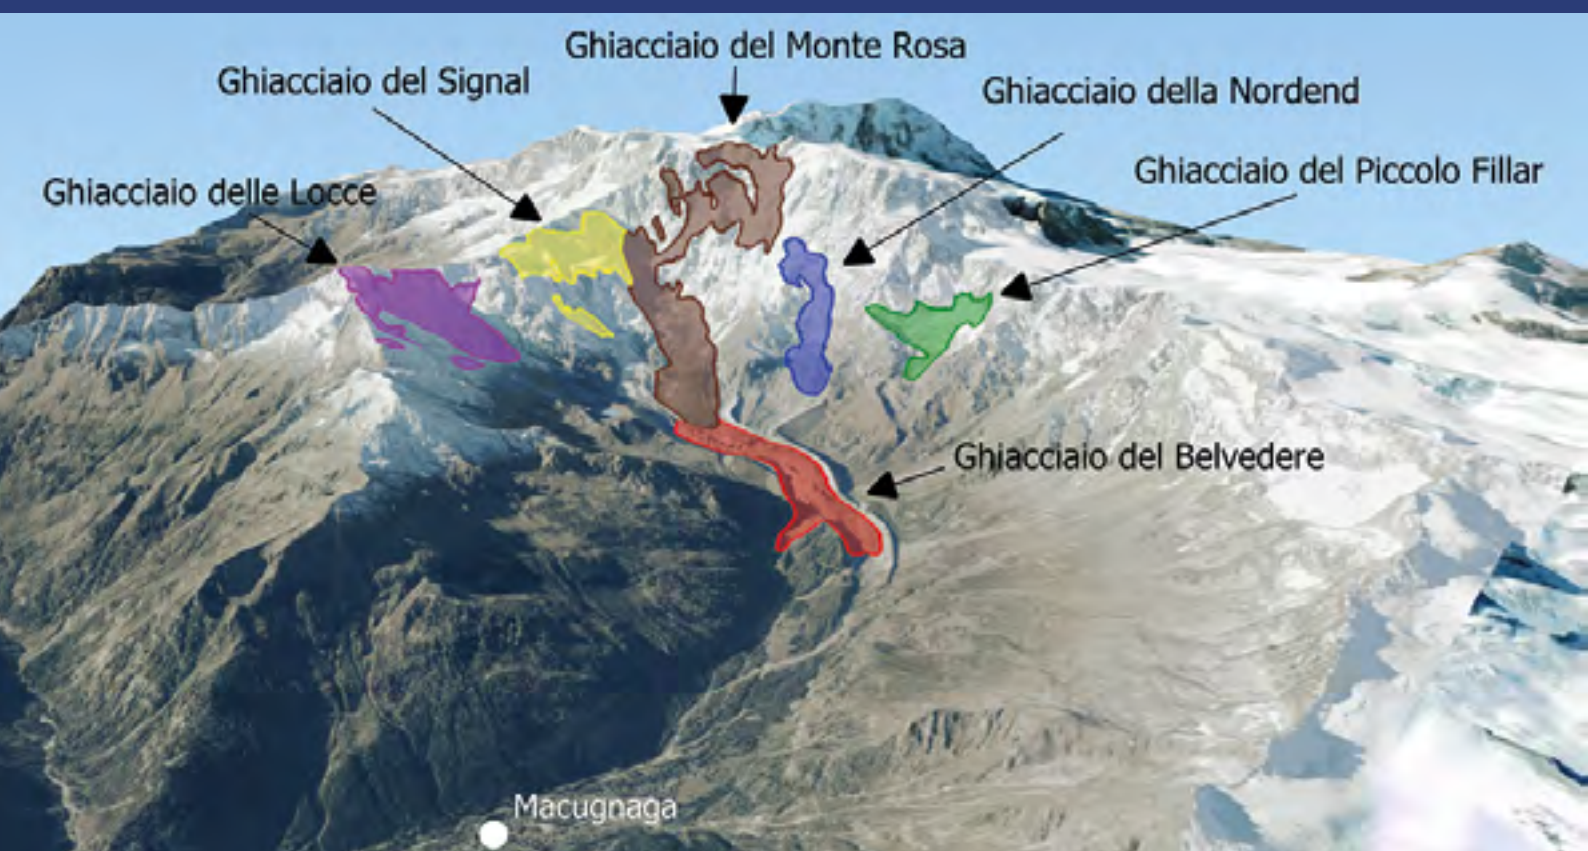 Ghiacciaio del Monte Rosa
Ghiacciaio del Signal
Ghiacciaio della Nordend
Ghiacciaio del Piccolo Fillar
Ghiacciaio delle Locce
Ghiacciaio del Belvedere
Macugnaga